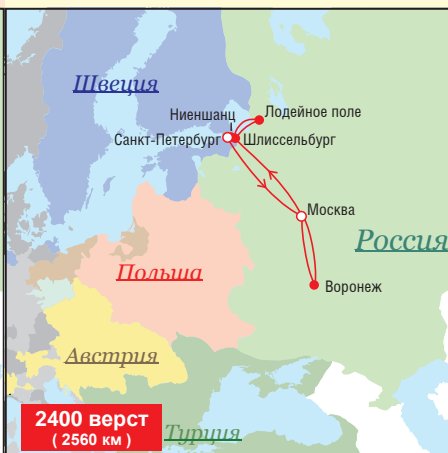 Швеция
Ниеншанц
Лодейное поле
Санкт-Петербург
Шлиссельбург
Москва
Россия
Польша
Воронеж
Австрия
2400 верст
( 2560 км )
Турция